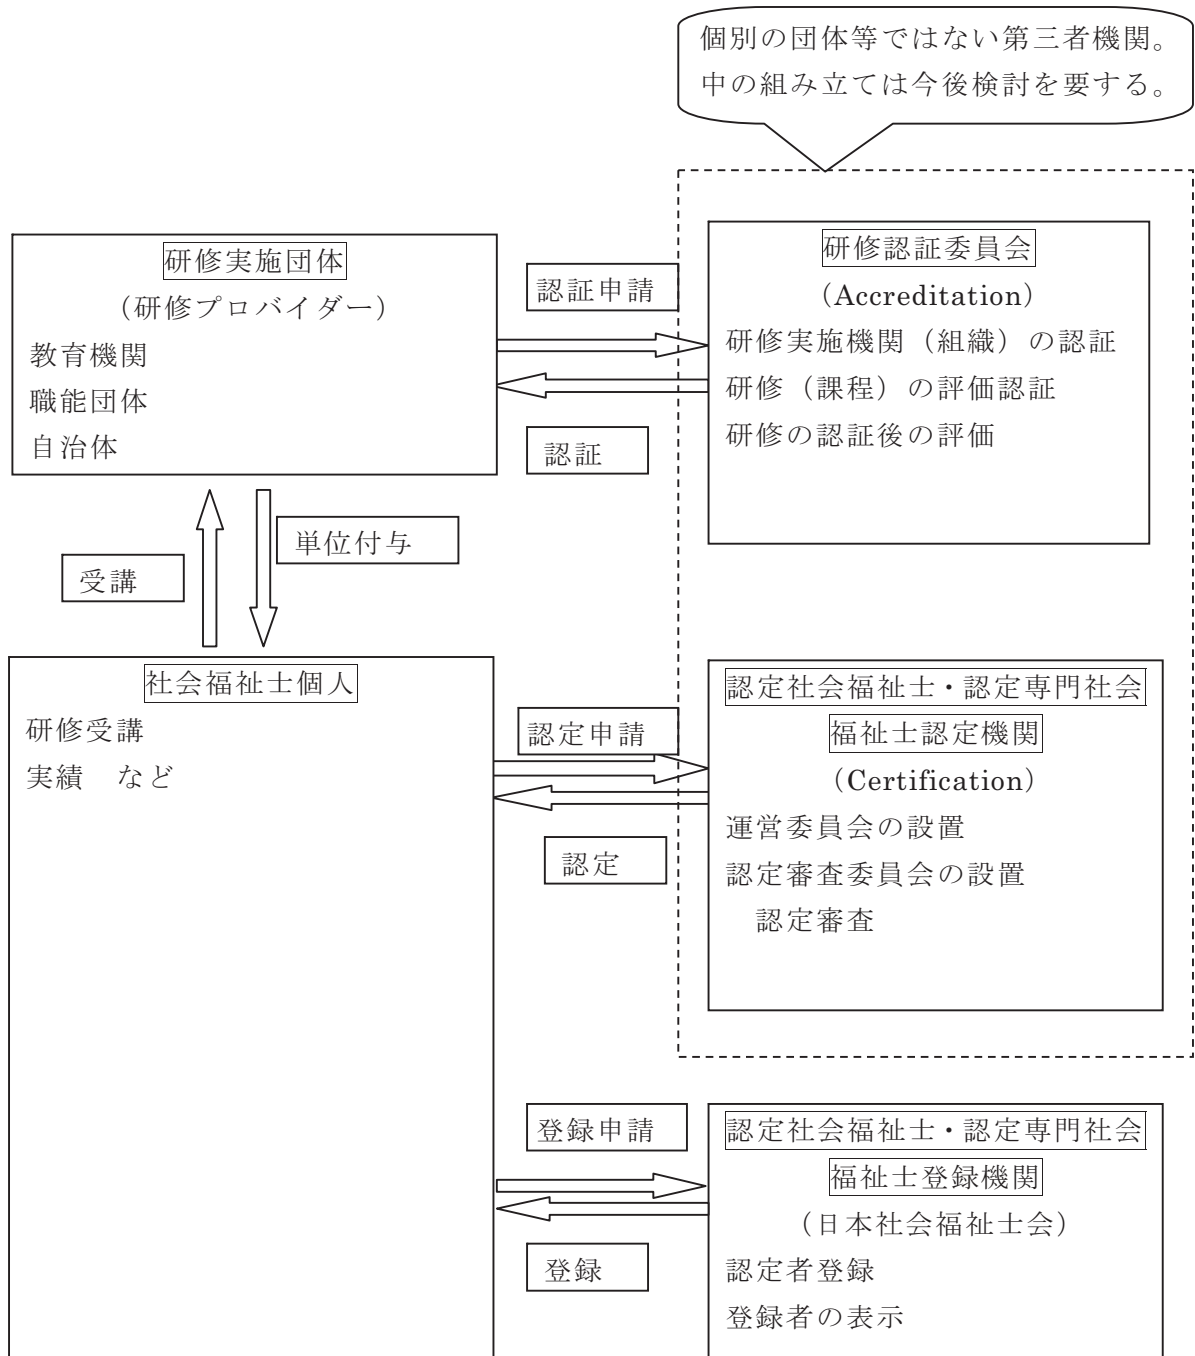 個別の団体等ではない第三者機関。
中の組み立ては今後検討を要する。
研修実施団体
（研修プロバイダー）
教育機関
職能団体
自治体
認証申請
認証
研修認証委員会
（Accreditation）
研修実施機関（組織）の認証
研修（課程）の評価認証
研修の認証後の評価
受講
単位付与
社会福祉士個人
研修受講
実績　など
認定申請
認定
認定社会福祉士・認定専門社会
福祉士認定機関
（Certification）
運営委員会の設置
認定審査委員会の設置
認定審査
登録申請
登録
認定社会福祉士・認定専門社会
福祉士登録機関
（日本社会福祉士会）
認定者登録
登録者の表示